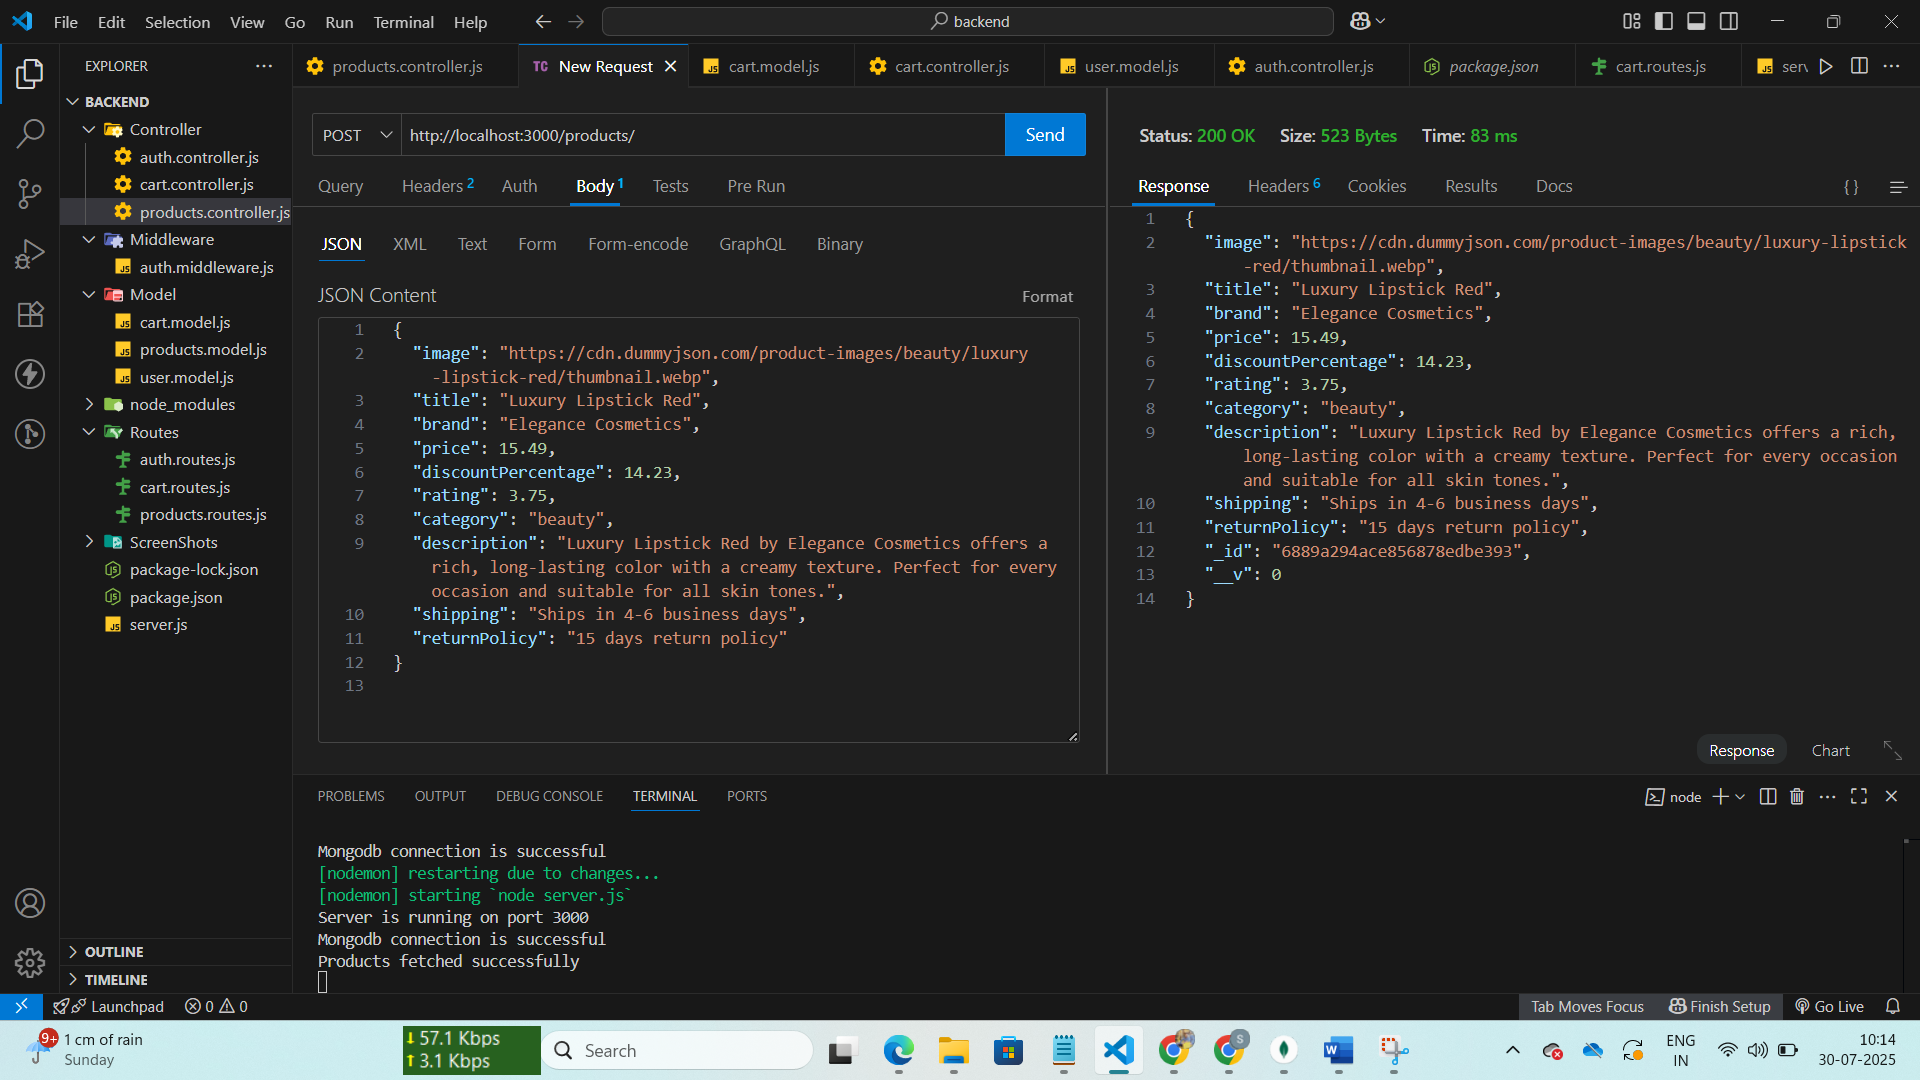 File Edit Selection View Go Run Terminal Help
backend
EXPLORER
BACKEND
Controller
auth.controller.js
cart.controller.js
products.controller.js
Middleware
auth.middleware.js
Model
cart.model.js
products.model.js
user.model.js
node_modules
Routes
auth.routes.js
cart.routes.js
products.routes.js
ScreenShots
package-lock.json
package.json
server.js
OUTLINE
TIMELINE
products.controller.js TC New Request cart.model.js cart.controller.js user.model.js auth.controller.js package.json cart.routes.js
POST http://localhost:3000/products/ Send
Query Headers 2 Auth Body 1 Tests Pre Run
JSON XML Text Form Form-encode GraphQL Binary
JSON Content Format
1 {
2 "image": "https://cdn.dummyjson.com/product-images/beauty/luxury
-lipstick-red/thumbnail.webp",
3 "title": "Luxury Lipstick Red",
4 "brand": "Elegance Cosmetics",
5 "price": 15.49,
6 "discountPercentage": 14.23,
7 "rating": 3.75,
8 "category": "beauty",
9 "description": "Luxury Lipstick Red by Elegance Cosmetics offers a
rich, long-lasting color with a creamy texture. Perfect for every
occasion and suitable for all skin tones.",
10 "shipping": "Ships in 4-6 business days",
11 "returnPolicy": "15 days return policy"
12 }
13
Status: 200 OK Size: 523 Bytes Time: 83 ms
Response Headers 6 Cookies Results Docs { }
1 {
2 "image": "https://cdn.dummyjson.com/product-images/beauty/luxury-lipstick
-red/thumbnail.webp",
3 "title": "Luxury Lipstick Red",
4 "brand": "Elegance Cosmetics",
5 "price": 15.49,
6 "discountPercentage": 14.23,
7 "rating": 3.75,
8 "category": "beauty",
9 "description": "Luxury Lipstick Red by Elegance Cosmetics offers a rich,
long-lasting color with a creamy texture. Perfect for every occasion
and suitable for all skin tones.",
10 "shipping": "Ships in 4-6 business days",
11 "returnPolicy": "15 days return policy",
12 "_id": "6889a294ace856878edbe393",
13 "__v": 0
14 }
Response Chart
PROBLEMS OUTPUT DEBUG CONSOLE TERMINAL PORTS
node
Mongodb connection is successful
[nodemon] restarting due to changes...
[nodemon] starting `node server.js`
Server is running on port 3000
Mongodb connection is successful
Products fetched successfully
Launchpad 0 0 Tab Moves Focus Finish Setup Go Live
9+ 1 cm of rain
Sunday
57.1 Kbps
3.1 Kbps
Search
ENG
IN
10:14
30-07-2025